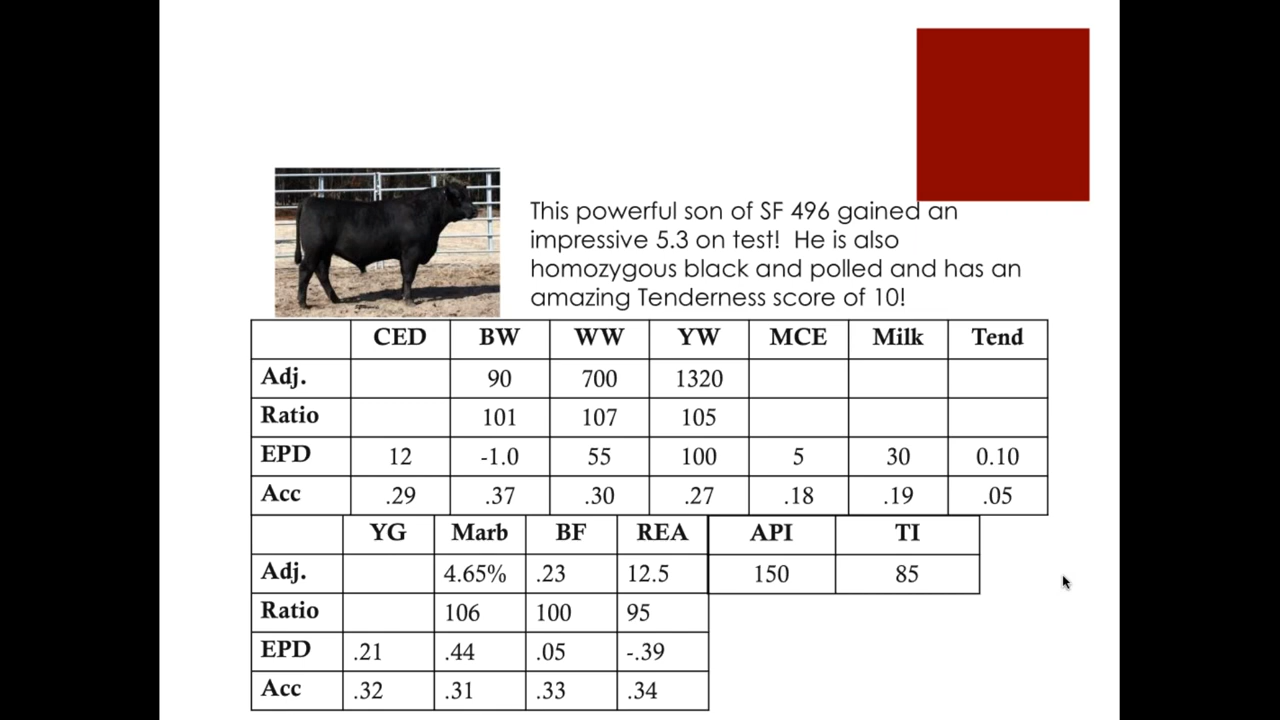 This powerful son of SF 496 gained an
impressive 5.3 on test! He is also
homozygous black and polled and has an
amazing Tenderness score of 10!
CED BW WW YW MCE Milk Tend
Adj. 90 700 1320
Ratio 101 107 105
EPD 12 -1.0 55 100 5 30 0.10
Acc .29 .37 .30 .27 .18 .19 .05
YG Marb BF REA API TI
Adj. 4.65% .23 12.5 150 85
Ratio 106 100 95
EPD .21 .44 .05 -.39
Acc .32 .31 .33 .34